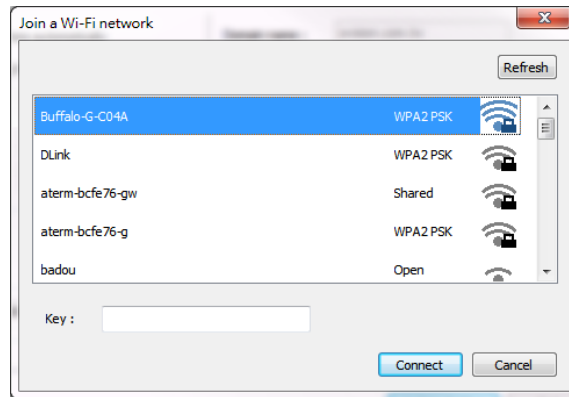 Join a Wi-Fi network
Refresh
Buffalo-G-C04A WPA2 PSK
DLink WPA2 PSK
aterm-bcfe76-gw Shared
aterm-bcfe76-g WPA2 PSK
badou Open
Key :
Connect Cancel